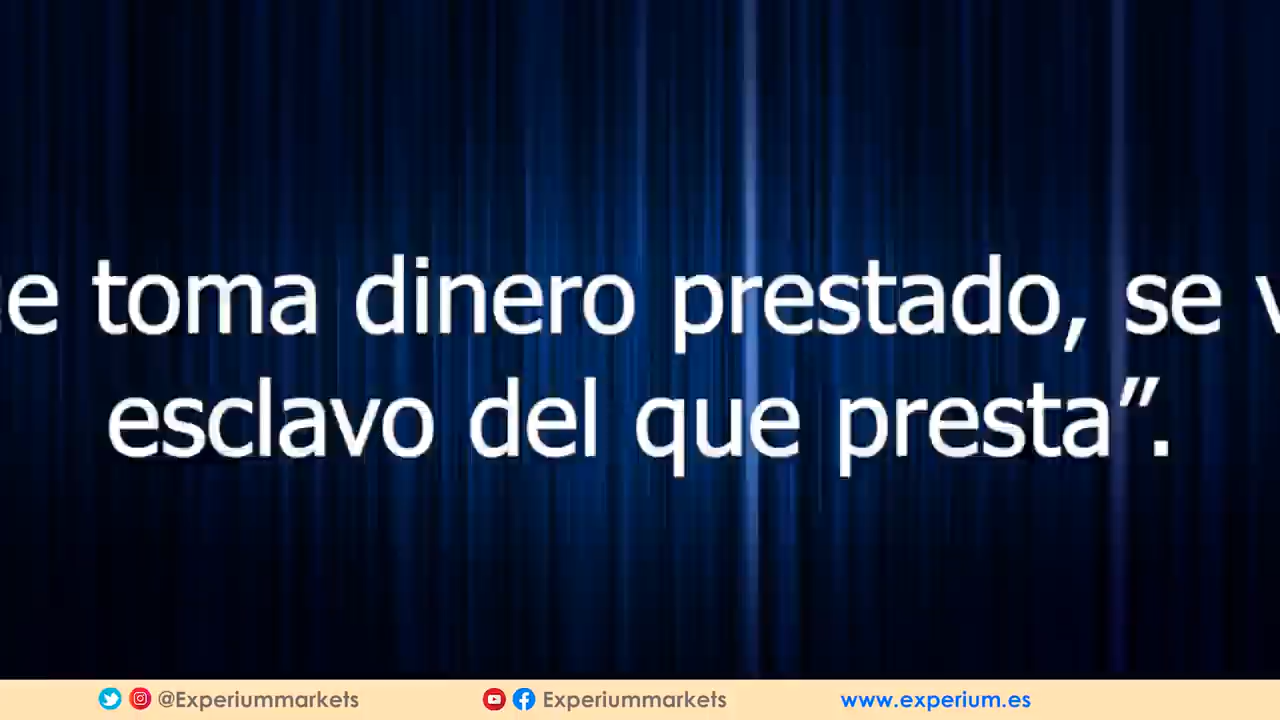 toma dinero prestado, se
esclavo del que presta”.
@Experiummarkets Experiummarkets www.experium.es